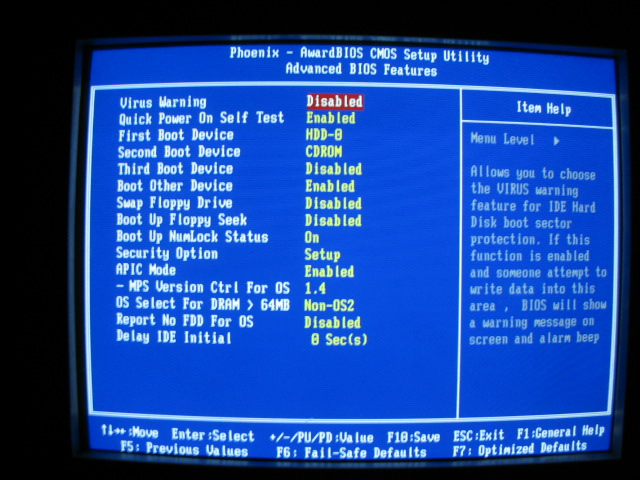 Phoenix - AwardBIOS CMOS Setup Utility
Advanced BIOS Features
Virus Warning Disabled
Quick Power On Self Test Enabled
First Boot Device HDD-0
Second Boot Device CDROM
Third Boot Device Disabled
Boot Other Device Enabled
Swap Floppy Drive Disabled
Boot Up Floppy Seek Disabled
Boot Up NumLock Status On
Security Option Setup
APIC Mode Enabled
- MPS Version Ctrl For OS 1.4
OS Select For DRAM > 64MB Non-OS2
Report No FDD For OS Disabled
Delay IDE Initial 0 Sec(s)
Item Help
Menu Level ▶
Allows you to choose
the VIRUS warning
feature for IDE Hard
Disk boot sector
protection. If this
function is enabled
and someone attempt to
write data into this
area , BIOS will show
a warning message on
screen and alarm beep
↑↓→←:Move Enter:Select +/-/PU/PD:Value F10:Save ESC:Exit F1:General Help
F5: Previous Values F6: Fail-Safe Defaults F7: Optimized Defaults